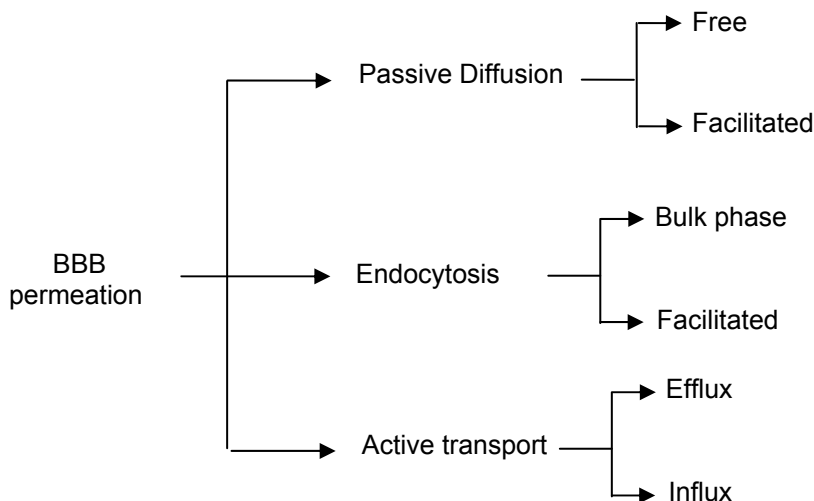 Free
Passive Diffusion
Facilitated
Bulk phase
BBB
permeation
Endocytosis
Facilitated
Efflux
Active transport
Influx